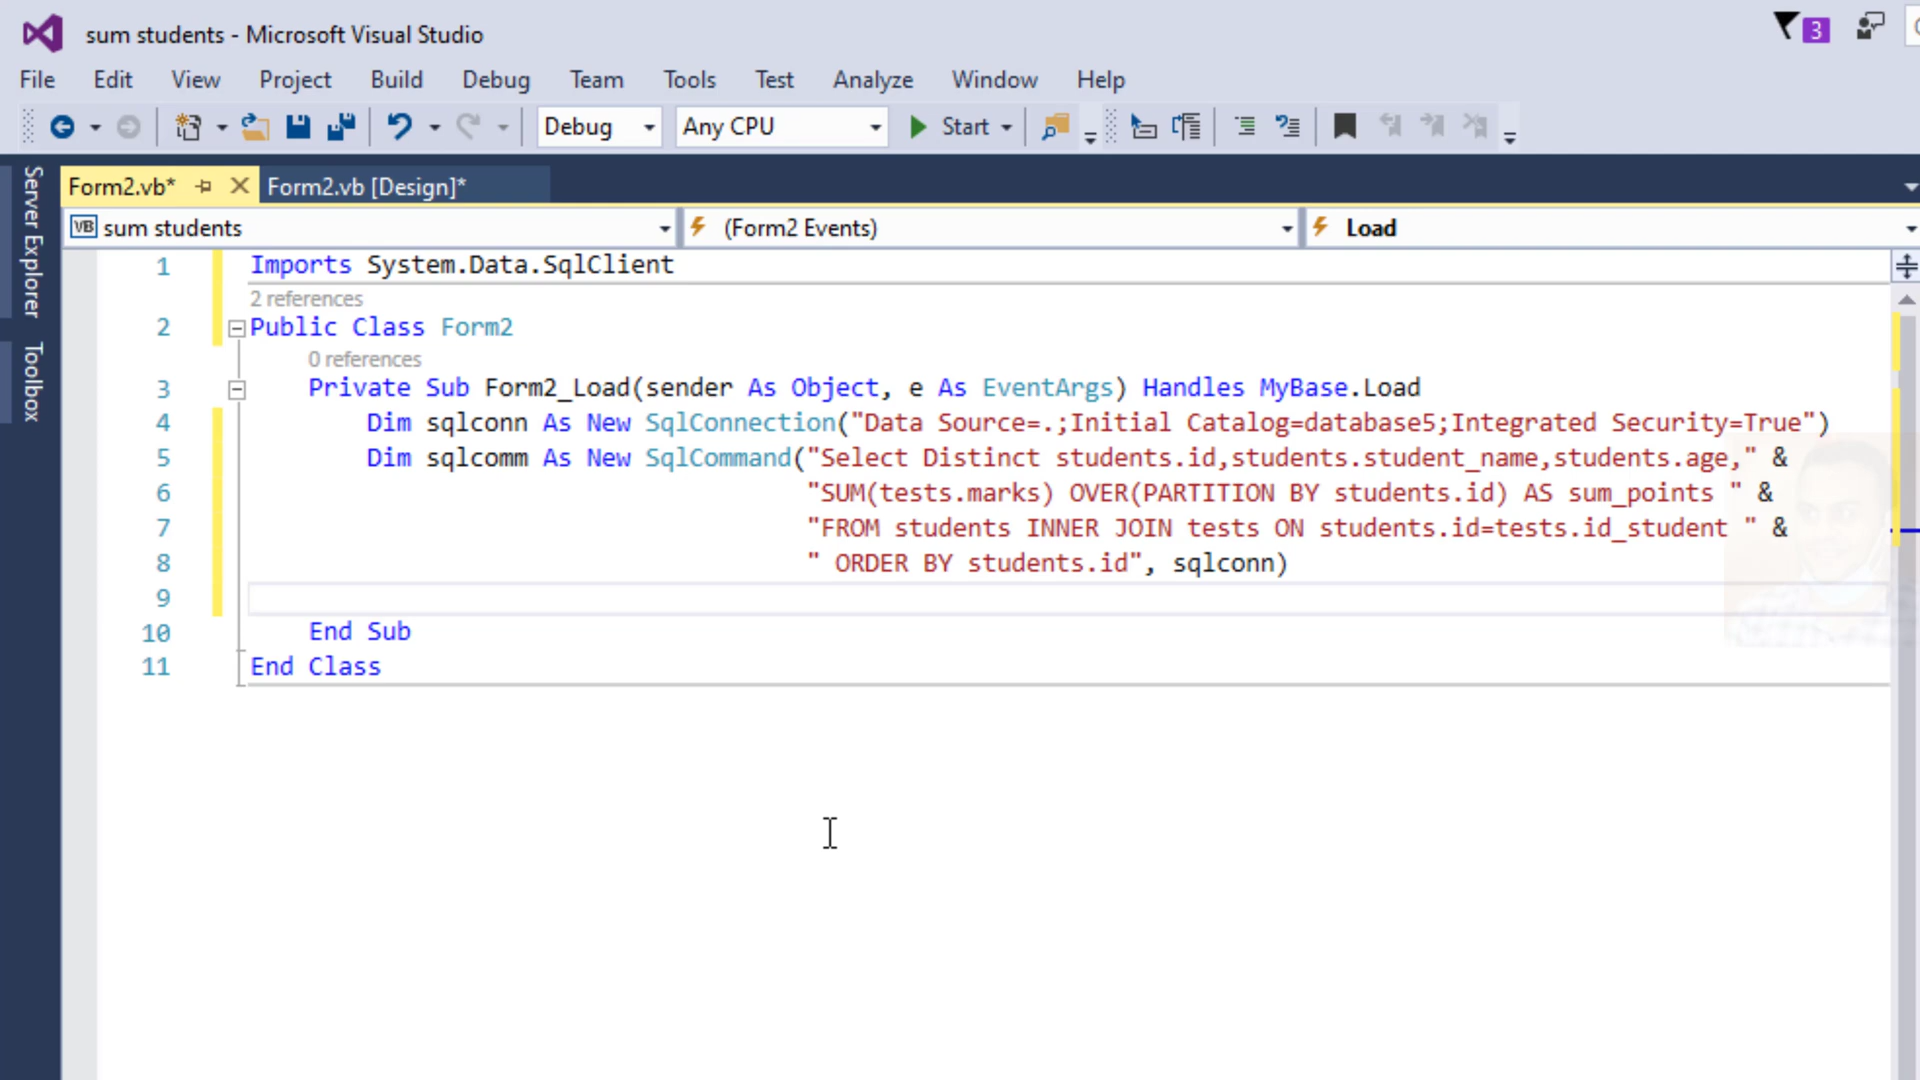 sum students - Microsoft Visual Studio
3
File Edit View Project Build Debug Team Tools Test Analyze Window Help
Debug Any CPU Start
Server Explorer
Toolbox
Form2.vb* Form2.vb [Design]*
VB sum students (Form2 Events) Load
1 Imports System.Data.SqlClient
2 references
2 Public Class Form2
0 references
3 Private Sub Form2_Load(sender As Object, e As EventArgs) Handles MyBase.Load
4 Dim sqlconn As New SqlConnection("Data Source=.;Initial Catalog=database5;Integrated Security=True")
5 Dim sqlcomm As New SqlCommand("Select Distinct students.id,students.student_name,students.age," &
6 "SUM(tests.marks) OVER(PARTITION BY students.id) AS sum_points " &
7 "FROM students INNER JOIN tests ON students.id=tests.id_student " &
8 " ORDER BY students.id", sqlconn)
9
10 End Sub
11 End Class